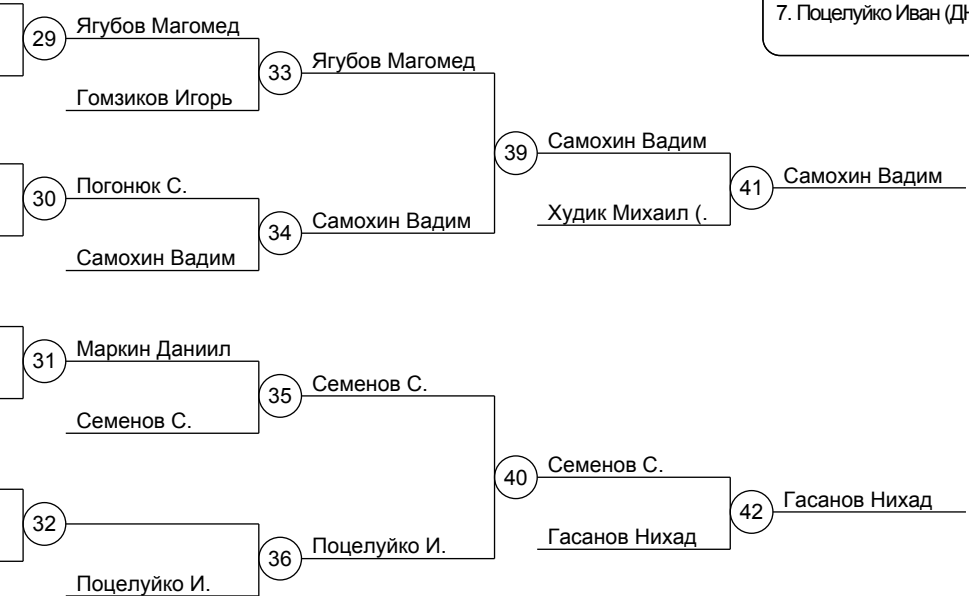 7. Поцелуйко Иван (ДН
29
Ягубов Магомед
33
Ягубов Магомед
Гомзиков Игорь
39
Самохин Вадим
30
Погонюк С.
41
Самохин Вадим
34
Самохин Вадим
Худик Михаил (.
Самохин Вадим
31
Маркин Даниил
35
Семенов С.
Семенов С.
40
Семенов С.
32
42
Гасанов Нихад
36
Поцелуйко И.
Гасанов Нихад
Поцелуйко И.